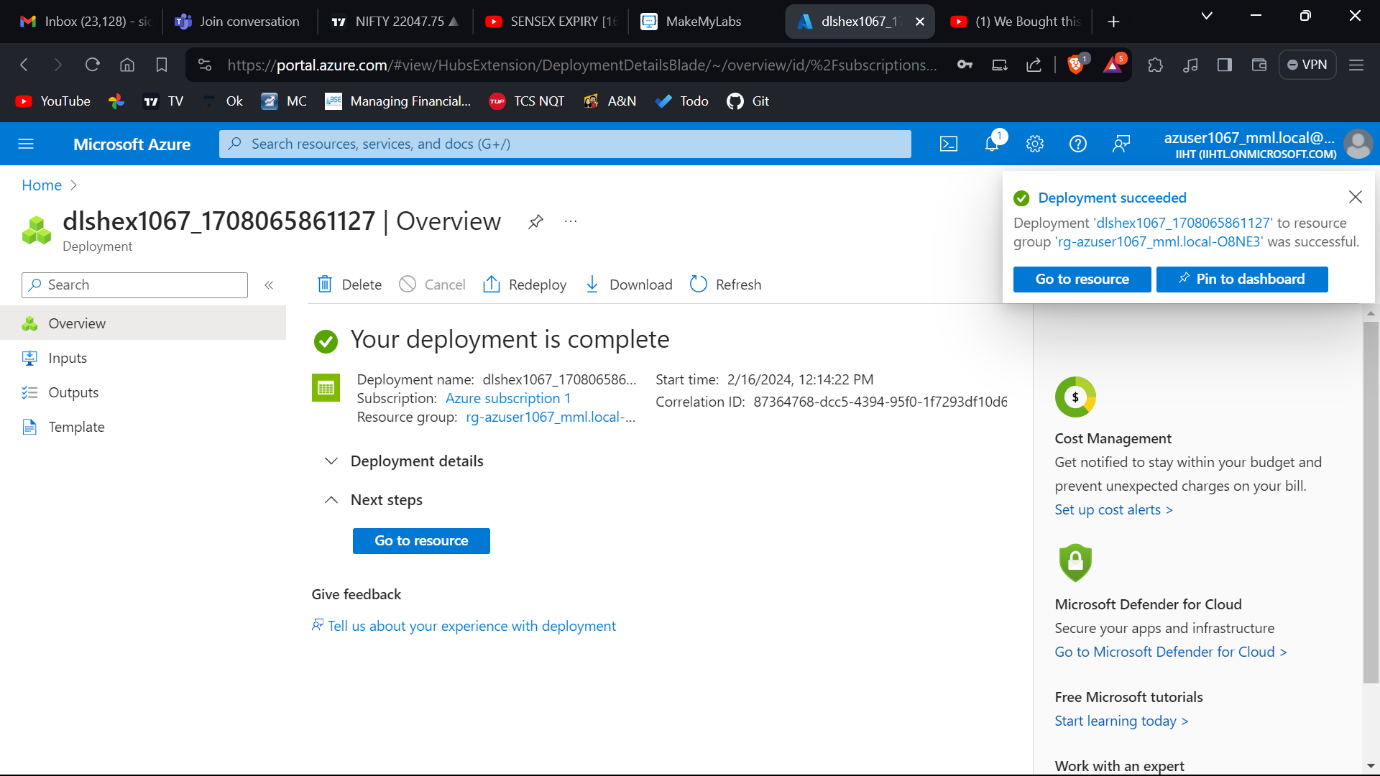 Inbox (23,128) - sic
Join conversation
NIFTY 22047.75 ▲
SENSEX EXPIRY [16
MakeMyLabs
dlshex1067_1
(1) We Bought this
https://portal.azure.com/#view/HubsExtension/DeploymentDetailsBlade/~/overview/id/%2Fsubscriptions...
1
5
VPN
YouTube
TV
Ok
MC
Managing Financial...
TCS NQT
A&N
Todo
Git
Microsoft Azure
Search resources, services, and docs (G+/)
1
azuser1067_mml.local@...
IIHT (IIHTL.ONMICROSOFT.COM)
Home
dlshex1067_1708065861127 | Overview
...
Deployment
Deployment succeeded
Deployment 'dlshex1067_1708065861127' to resource
group 'rg-azuser1067_mml.local-O8NE3' was successful.
Go to resource
Pin to dashboard
Search
Overview
Inputs
Outputs
Template
Delete
Cancel
Redeploy
Download
Refresh
Your deployment is complete
Deployment name: dlshex1067_170806586...
Subscription: Azure subscription 1
Resource group: rg-azuser1067_mml.local-...
Start time: 2/16/2024, 12:14:22 PM
Correlation ID: 87364768-dcc5-4394-95f0-1f7293df10d6
Deployment details
Next steps
Go to resource
Give feedback
Tell us about your experience with deployment
$
Cost Management
Get notified to stay within your budget and
prevent unexpected charges on your bill.
Set up cost alerts >
Microsoft Defender for Cloud
Secure your apps and infrastructure
Go to Microsoft Defender for Cloud >
Free Microsoft tutorials
Start learning today >
Work with an expert